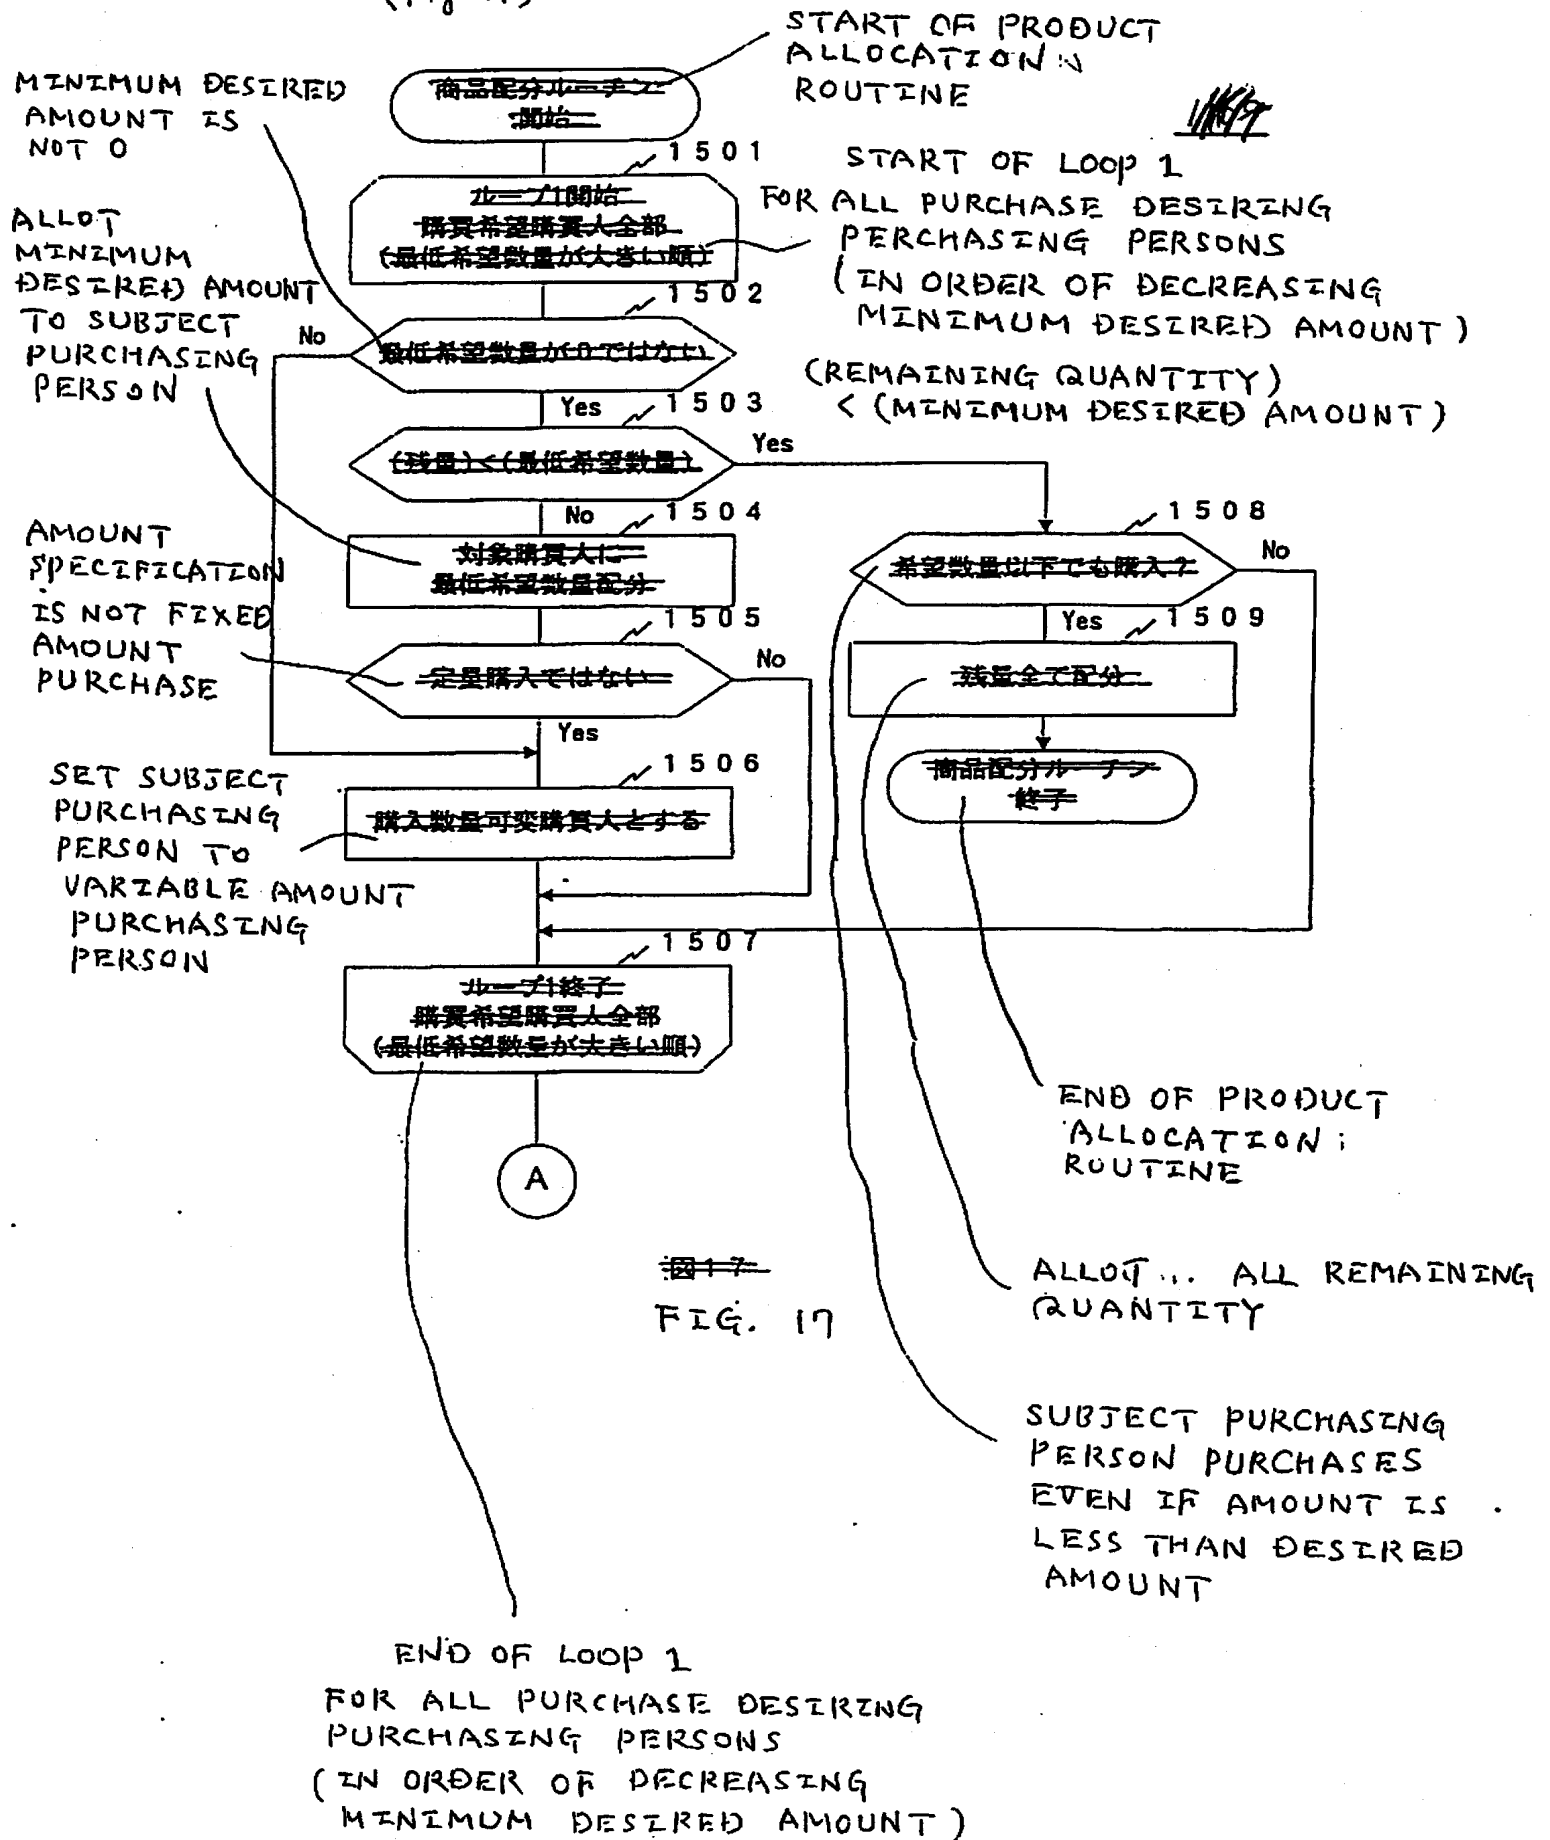 START OF PRODUCT
ALLOCATION
ROUTINE
商品配分ルーチン
開始
MINIMUM DESIRED
AMOUNT IS
NOT 0
1501
START OF LOOP 1
FOR ALL PURCHASE DESIRING
PERCHASING PERSONS
(IN ORDER OF DECREASING
MINIMUM DESIRED AMOUNT)
ループ1開始
購買希望購買人全部
(最低希望数量が大きい順)
ALLOT
MINIMUM
DESIRED AMOUNT
TO SUBJECT
PURCHASING
PERSON
1502
No
最低希望数量が0ではない
Yes
(REMAINING QUANTITY)
< (MINIMUM DESIRED AMOUNT)
1503
(残量)<(最低希望数量)
Yes
No
1504
対象購買人に
最低希望数量配分
1508
希望数量以下でも購入?
No
Yes
AMOUNT
SPECIFICATION
IS NOT FIXED
AMOUNT
PURCHASE
1505
定量購入ではない
No
Yes
1509
残量全て配分
商品配分ルーチン
終了
SET SUBJECT
PURCHASING
PERSON TO
VARIABLE AMOUNT
PURCHASING
PERSON
1506
購入数量可変購買人とする
1507
ループ1終了
購買希望購買人全部
(最低希望数量が大きい順)
A
END OF PRODUCT
ALLOCATION
ROUTINE
図17
FIG. 17
ALLOT ... ALL REMAINING
QUANTITY
SUBJECT PURCHASING
PERSON PURCHASES
EVEN IF AMOUNT IS
LESS THAN DESIRED
AMOUNT
END OF LOOP 1
FOR ALL PURCHASE DESIRING
PURCHASING PERSONS
(IN ORDER OF DECREASING
MINIMUM DESIRED AMOUNT)